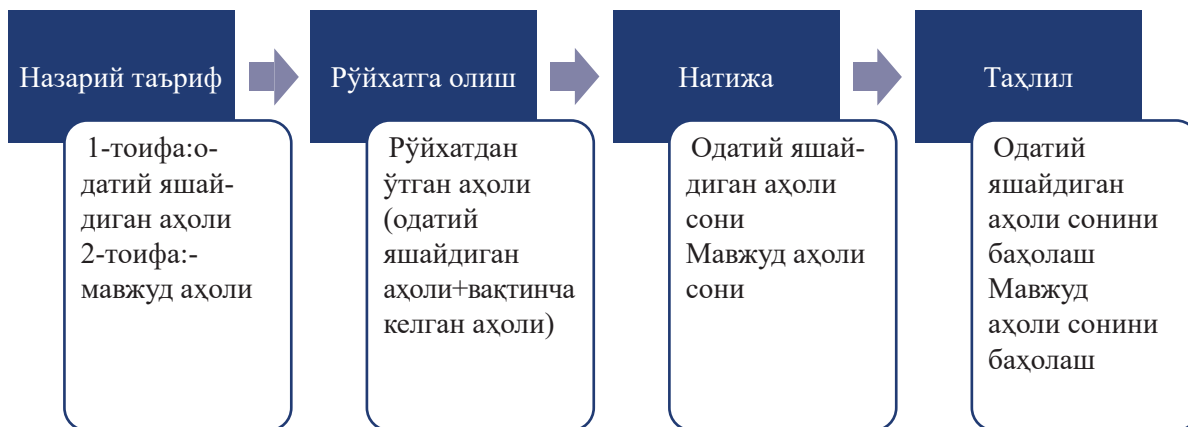 Назарий таъриф
1-тоифа:о-
датий яшай-
диган аҳоли
2-тоифа:-
мавжуд аҳоли
Рўйхатга олиш
Рўйхатдан
ўтган аҳоли
(одатий
яшайдиган
аҳоли+вақтинча
келган аҳоли)
Натижа
Одатий яшай-
диган аҳоли
сони
Мавжуд аҳоли
сони
Таҳлил
Одатий
яшайдиган
аҳоли сонини
баҳолаш
Мавжуд
аҳоли сонини
баҳолаш